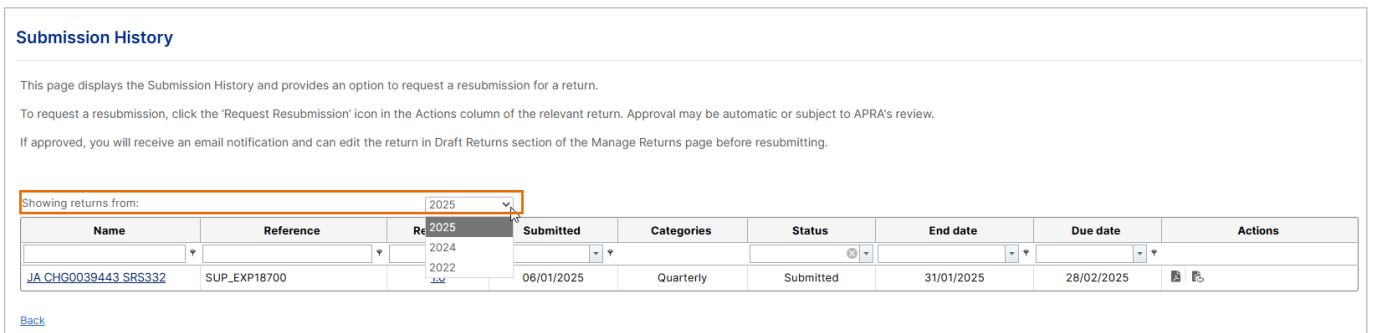 Submission History
This page displays the Submission History and provides an option to request a resubmission for a return.
To request a resubmission, click the 'Request Resubmission' icon in the Actions column of the relevant return. Approval may be automatic or subject to APRA's review.
If approved, you will receive an email notification and can edit the return in Draft Returns section of the Manage Returns page before resubmitting.
Showing returns from: 2025
2025
2024
2022
Name Reference Submitted Categories Status End date Due date Actions
JA CHG0039443 SRS332 SUP_EXP18700 06/01/2025 Quarterly Submitted 31/01/2025 28/02/2025
Back